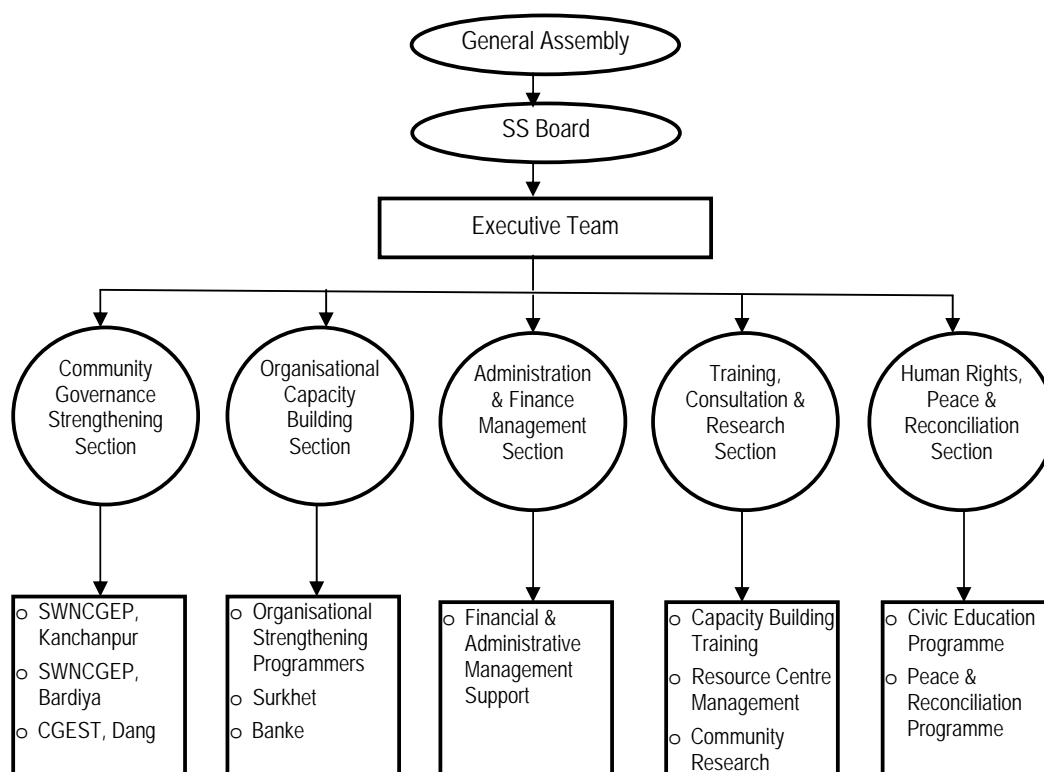 General Assembly
SS Board
Executive Team
Community
Governance
Strengthening
Section
Organisational
Capacity
Building
Section
Administration
& Finance
Management
Section
Training,
Consultation &
Research
Section
Human Rights,
Peace &
Reconciliation
Section
o SWNCGEP,
Kanchanpur
o SWNCGEP,
Bardiya
o CGEST, Dang
o Organisational
Strengthening
Programmers
o Surkhet
o Banke
o Financial &
Administrative
Management
Support
o Capacity Building
Training
o Resource Centre
Management
o Community
Research
o Civic Education
Programme
o Peace &
Reconciliation
Programme